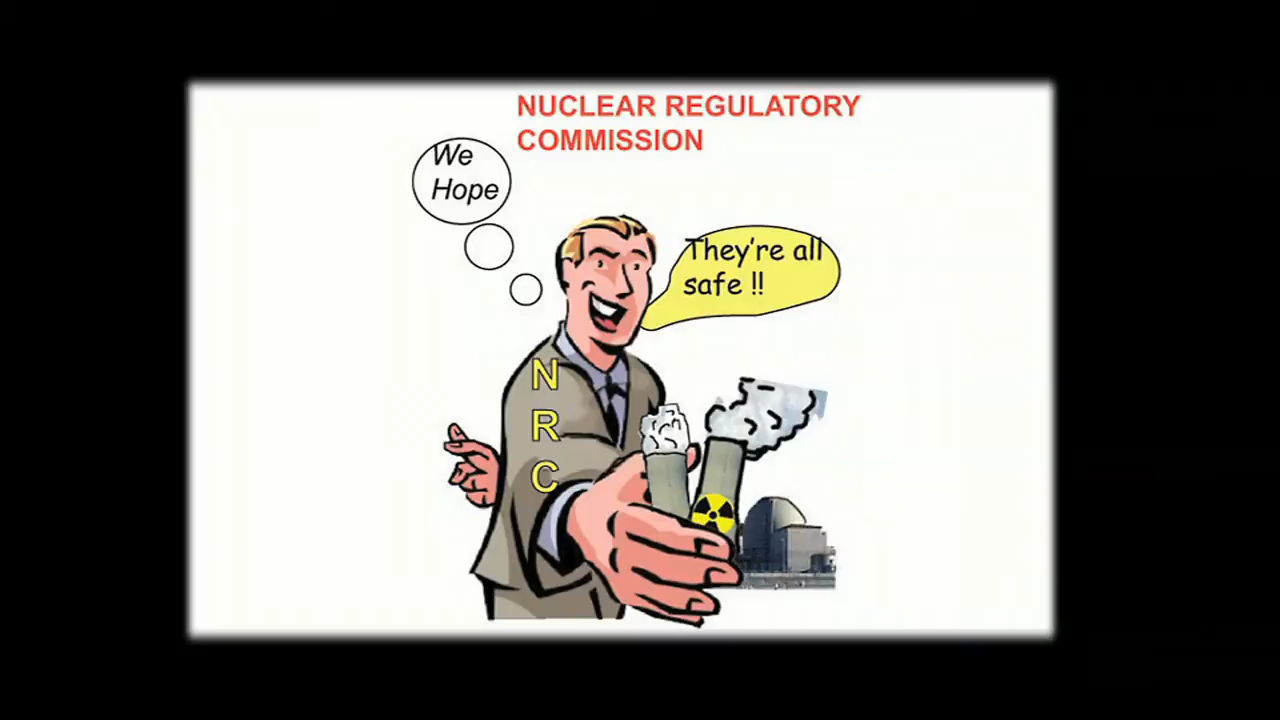 NUCLEAR REGULATORY
COMMISSION
We
Hope
They're all
safe !!
N
R
C